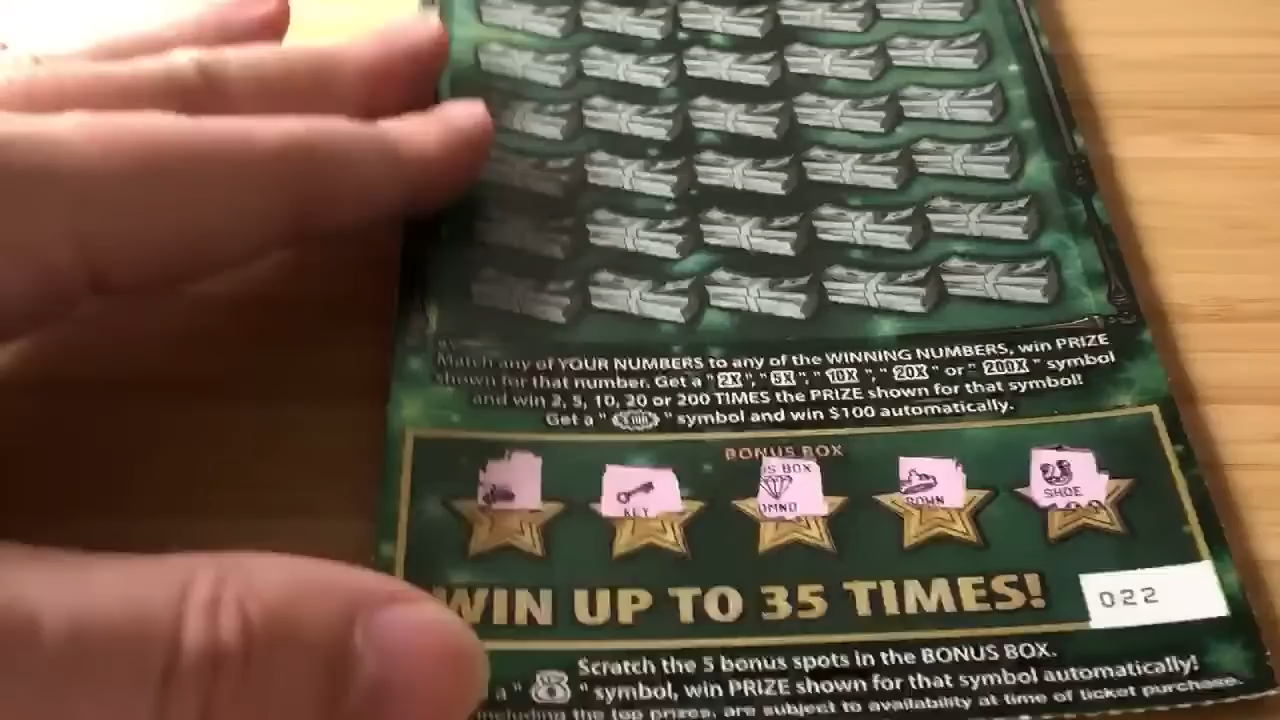 Match any of YOUR NUMBERS to any of the WINNING NUMBERS, win PRIZE
shown for that number. Get a "2X", "5X", "10X", "20X" or "200X" symbol
and win 2, 5, 10, 20 or 200 TIMES the PRIZE shown for that symbol!
Get a " $100 " symbol and win $100 automatically.
BONUS BOX
US BOX
KEY
DMND
ROWN
SHOE
WIN UP TO 35 TIMES!
022
Scratch the 5 bonus spots in the BONUS BOX.
a " " symbol, win PRIZE shown for that symbol automatically!
including the top prizes, are subject to availability at time of ticket purchase.